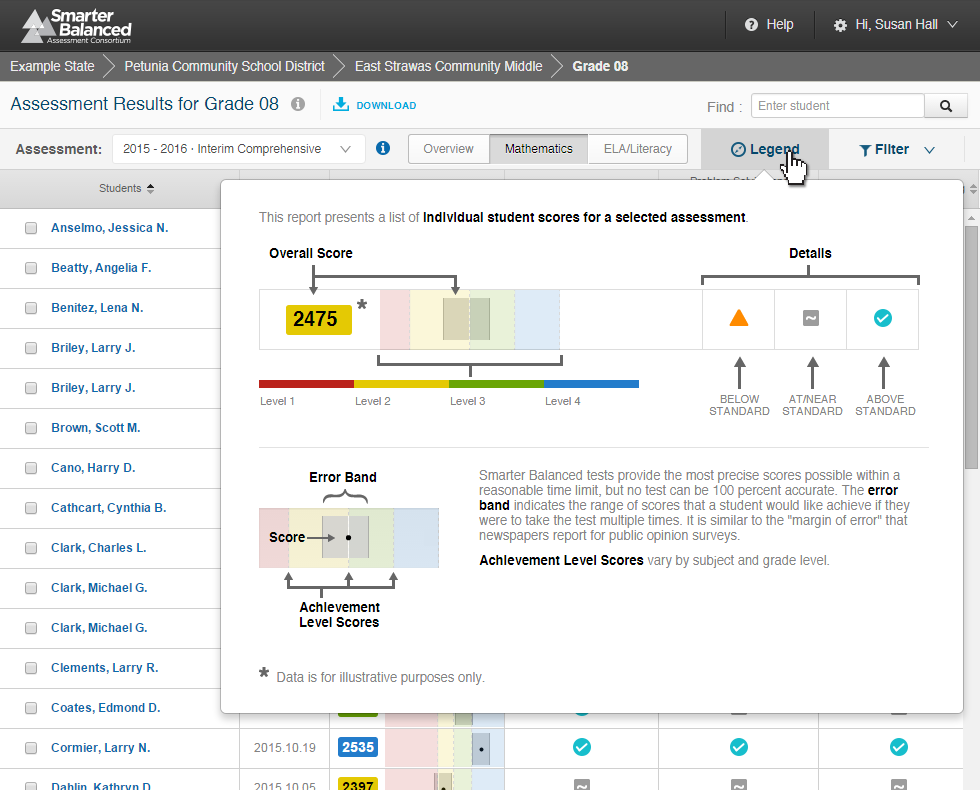 Smarter
Balanced
Assessment Consortium
Help
Hi, Susan Hall
Example State
Petunia Community School District
East Strawas Community Middle
Grade 08
Assessment Results for Grade 08
DOWNLOAD
Find :
Enter student
Assessment:
2015 - 2016 · Interim Comprehensive
Overview
Mathematics
ELA/Literacy
Legend
Filter
Students
Anselmo, Jessica N.
Beatty, Angelia F.
Benitez, Lena N.
Briley, Larry J.
Briley, Larry J.
Brown, Scott M.
Cano, Harry D.
Cathcart, Cynthia B.
Clark, Charles L.
Clark, Michael G.
Clark, Michael G.
Clements, Larry R.
Coates, Edmond D.
Cormier, Larry N.
2015.10.19
2535
Dahlin, Kathryn D.
2015.10.05
2397
This report presents a list of individual student scores for a selected assessment.
Overall Score
Details
2475 *
Level 1
Level 2
Level 3
Level 4
BELOW
STANDARD
AT/NEAR
STANDARD
ABOVE
STANDARD
Error Band
Score
Achievement
Level Scores
Smarter Balanced tests provide the most precise scores possible within a
reasonable time limit, but no test can be 100 percent accurate. The error
band indicates the range of scores that a student would like achieve if they
were to take the test multiple times. It is similar to the "margin of error" that
newspapers report for public opinion surveys.
Achievement Level Scores vary by subject and grade level.
* Data is for illustrative purposes only.